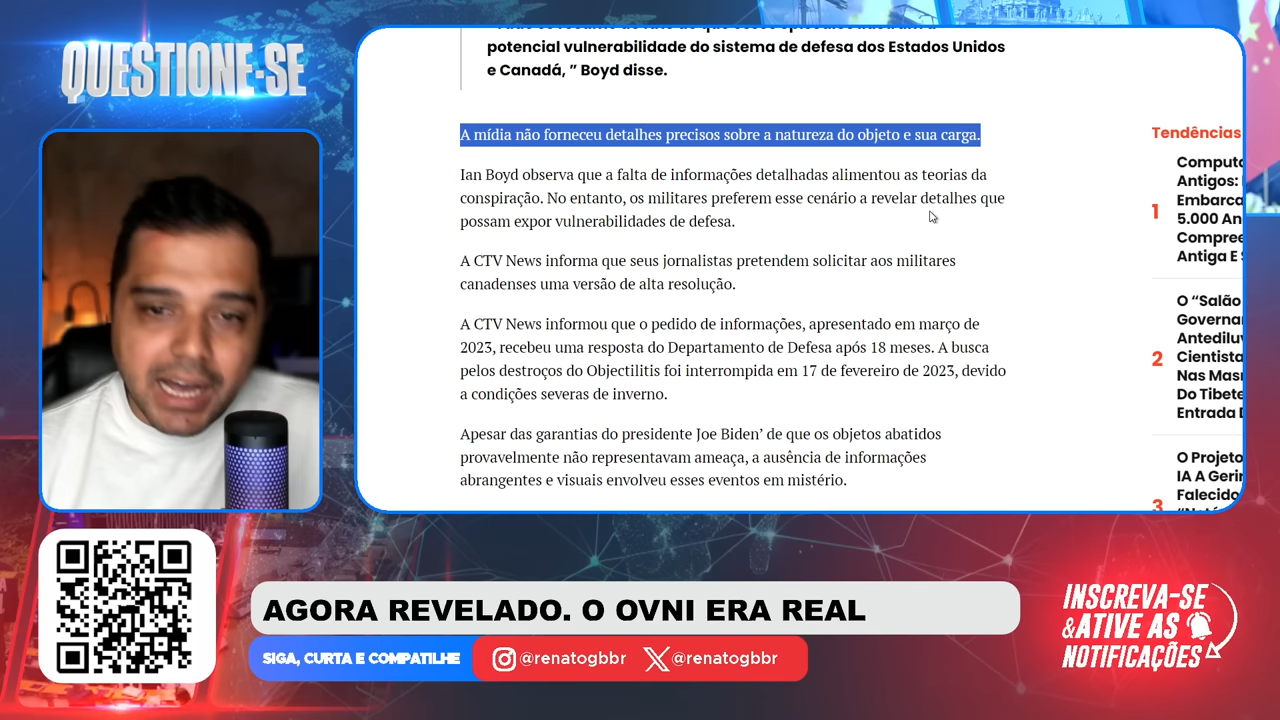 QUESTIONE-SE
potencial vulnerabilidade do sistema de defesa dos Estados Unidos
e Canadá, ” Boyd disse.
A mídia não forneceu detalhes precisos sobre a natureza do objeto e sua carga.
Ian Boyd observa que a falta de informações detalhadas alimentou as teorias da
conspiração. No entanto, os militares preferem esse cenário a revelar detalhes que
possam expor vulnerabilidades de defesa.
A CTV News informa que seus jornalistas pretendem solicitar aos militares
canadenses uma versão de alta resolução.
A CTV News informou que o pedido de informações, apresentado em março de
2023, recebeu uma resposta do Departamento de Defesa após 18 meses. A busca
pelos destroços do Objectilitis foi interrompida em 17 de fevereiro de 2023, devido
a condições severas de inverno.
Apesar das garantias do presidente Joe Biden’ de que os objetos abatidos
provavelmente não representavam ameaça, a ausência de informações
abrangentes e visuais envolveu esses eventos em mistério.
Tendências
1
Antigos:
5.000
Antiga E
2
O “Salão
Nas
Do Tibete
Entrada
3
O Projeto
IA A
AGORA REVELADO. O OVNI ERA REAL
SIGA, CURTA E COMPATILHE
@renatogbbr
@renatogbbr
INSCREVA-SE
&ATIVE AS
NOTIFICAÇÕES